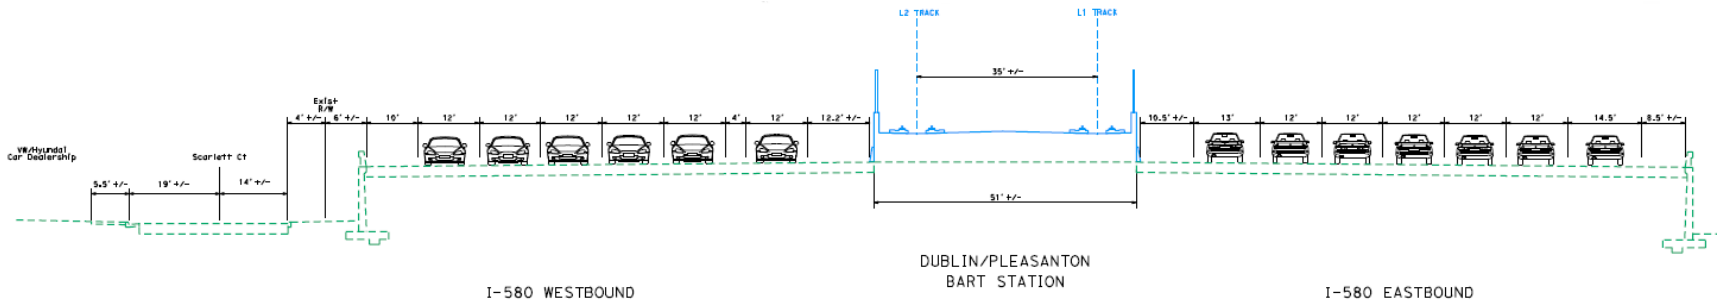 L2 TRACK
L1 TRACK
35' +/-
Exist
R/W
4' +/-
6' +/-
10'
12'
12'
12'
12'
12'
4'
12'
12.2' +/-
10.5' +/-
13'
12'
12'
12'
12'
12'
14.5'
8.5' +/-
VW/Hyundai
Car Dealership
Scarlett Ct
5.5' +/-
19' +/-
14' +/-
51' +/-
DUBLIN/PLEASANTON
BART STATION
I-580 WESTBOUND
I-580 EASTBOUND